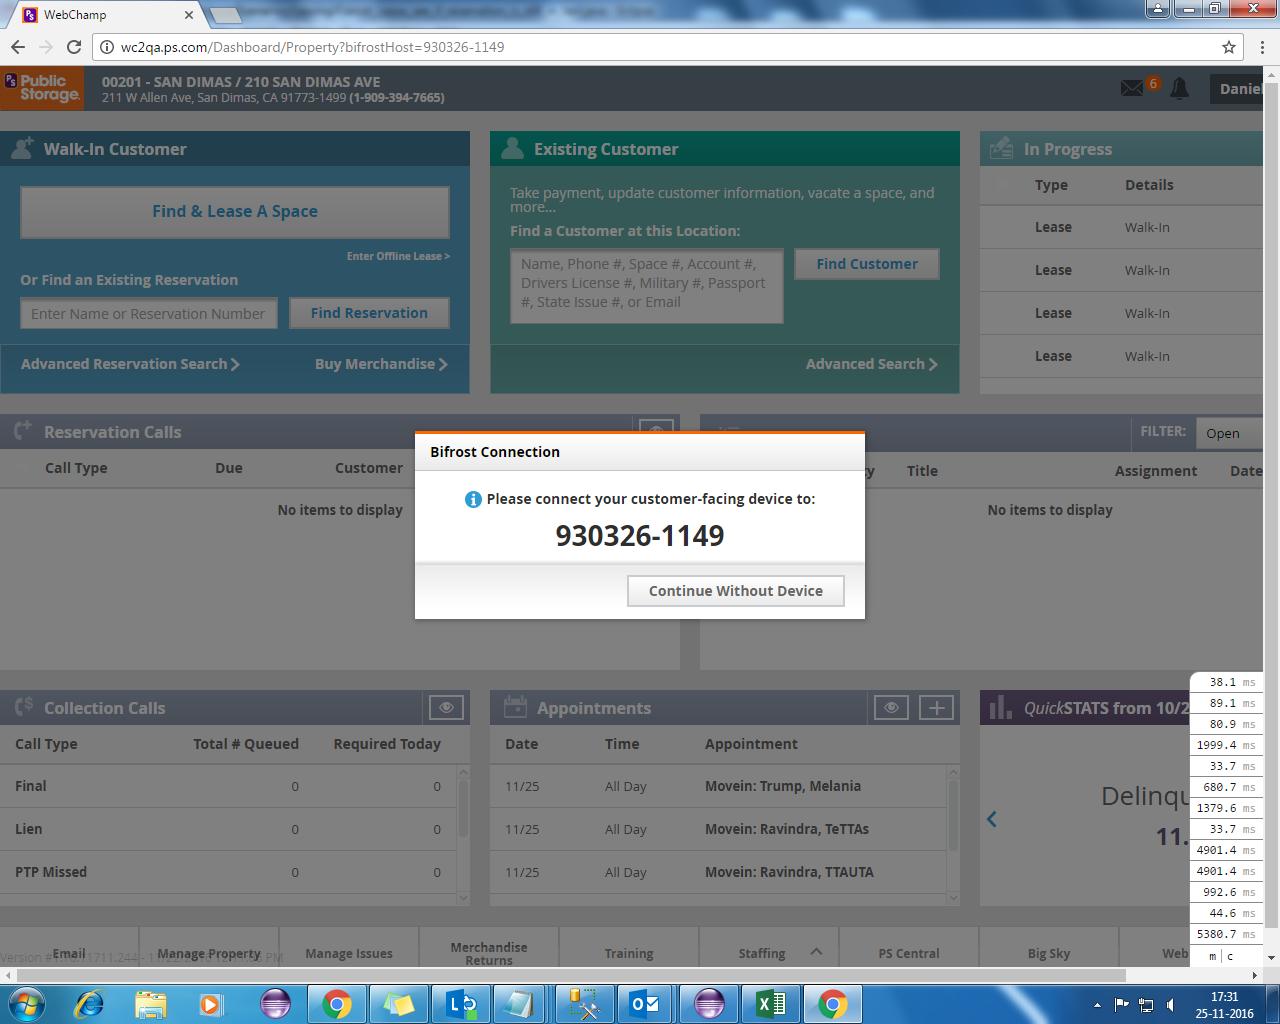 WebChamp
wc2qa.ps.com/Dashboard/Property?bifrostHost=930326-1149
PS Public Storage.
00201 - SAN DIMAS / 210 SAN DIMAS AVE
211 W Allen Ave, San Dimas, CA 91773-1499 (1-909-394-7665)
6
Daniel
Walk-In Customer
Find & Lease A Space
Enter Offline Lease >
Or Find an Existing Reservation
Enter Name or Reservation Number
Find Reservation
Advanced Reservation Search
Buy Merchandise
Existing Customer
Take payment, update customer information, vacate a space, and
more...
Find a Customer at this Location:
Name, Phone #, Space #, Account #,
Drivers License #, Military #, Passport
#, State Issue #, or Email
Find Customer
Advanced Search
In Progress
Type Details
Lease Walk-In
Lease Walk-In
Lease Walk-In
Lease Walk-In
Reservation Calls
Call Type Due Customer
No items to display
FILTER: Open
Title Assignment Date
No items to display
Bifrost Connection
Please connect your customer-facing device to:
930326-1149
Continue Without Device
Collection Calls
Call Type Total # Queued Required Today
Final 0 0
Lien 0 0
PTP Missed 0 0
Appointments
Date Time Appointment
11/25 All Day Movein: Trump, Melania
11/25 All Day Movein: Ravindra, TeTTAs
11/25 All Day Movein: Ravindra, TTAUTA
QuickSTATS from 10/2
Delinqu
11.
38.1 ms
89.1 ms
80.9 ms
1999.4 ms
33.7 ms
680.7 ms
1379.6 ms
33.7 ms
4901.4 ms
4901.4 ms
992.6 ms
44.6 ms
5380.7 ms
m | c
Email
Manage Property
Manage Issues
Merchandise
Returns
Training
Staffing
PS Central
Big Sky
Web
17:31
25-11-2016